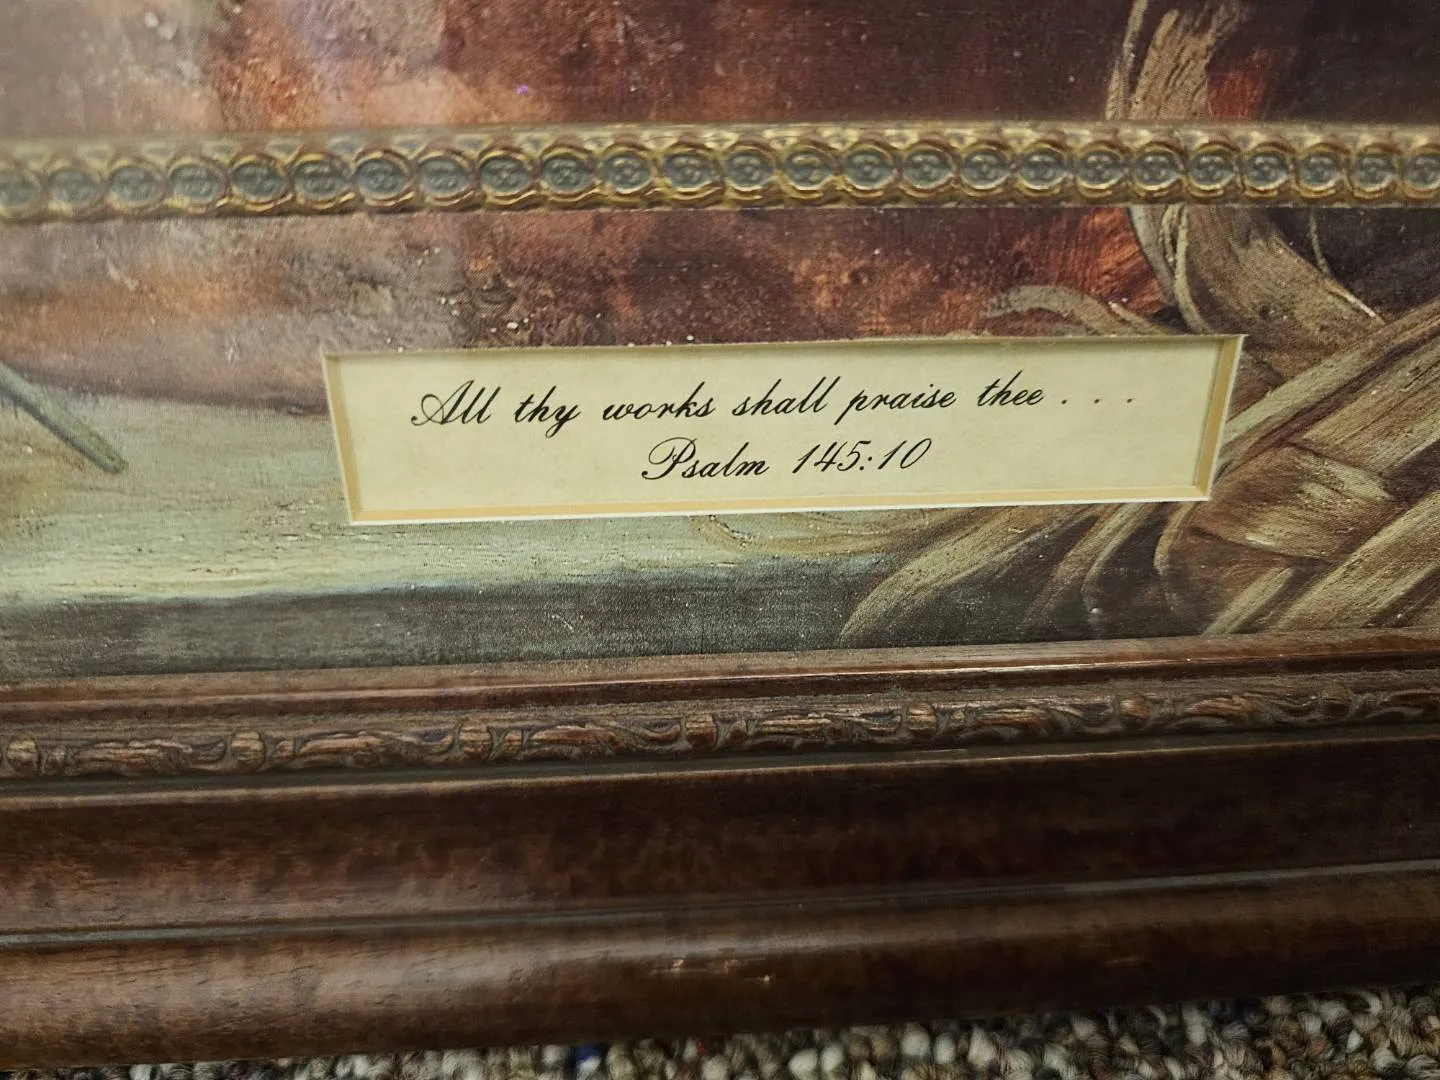 All thy works shall praise thee . . .
Psalm 145:10